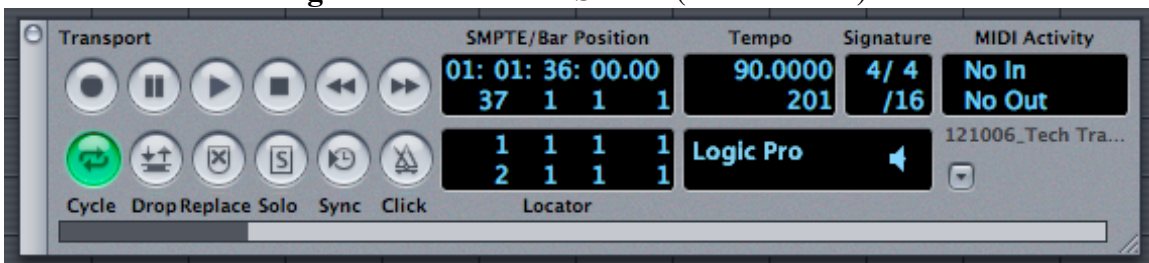 Transport SMPTE/Bar Position Tempo Signature MIDI Activity
01: 01: 36: 00.00 90.0000 4/ 4 No In
37 1 1 1 201 /16 No Out
1 1 1 1 Logic Pro 121006_Tech Tra...
2 1 1 1
S
Cycle Drop Replace Solo Sync Click Locator